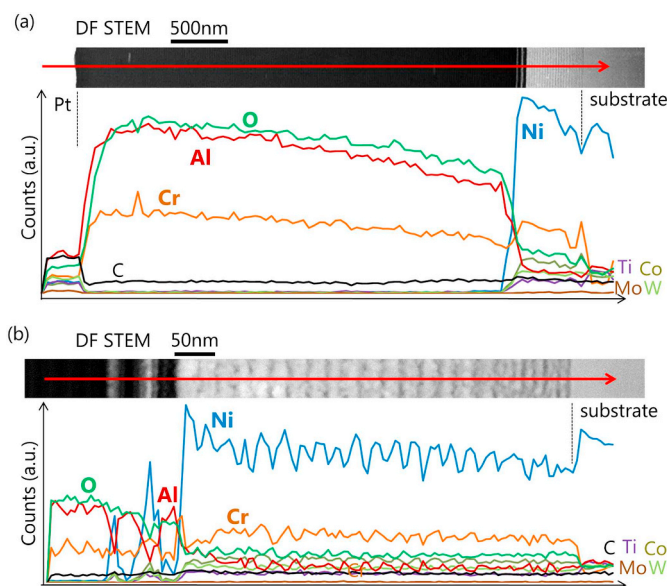 (a)
DF STEM 500nm
Pt
substrate
O
Ni
Al
Cr
C
Ti Co
Mo W
Counts (a.u.)
(b)
DF STEM 50nm
substrate
Ni
O
Al
Cr
C Ti Co
Mo W
Cr
Counts (a.u.)